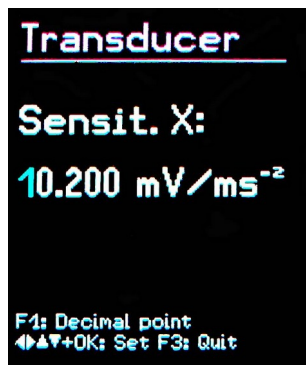 Transducer
Sensit. X:
10.200 mV/ms⁻²
F1: Decimal point
◀▶▲▼+OK: Set F3: Quit